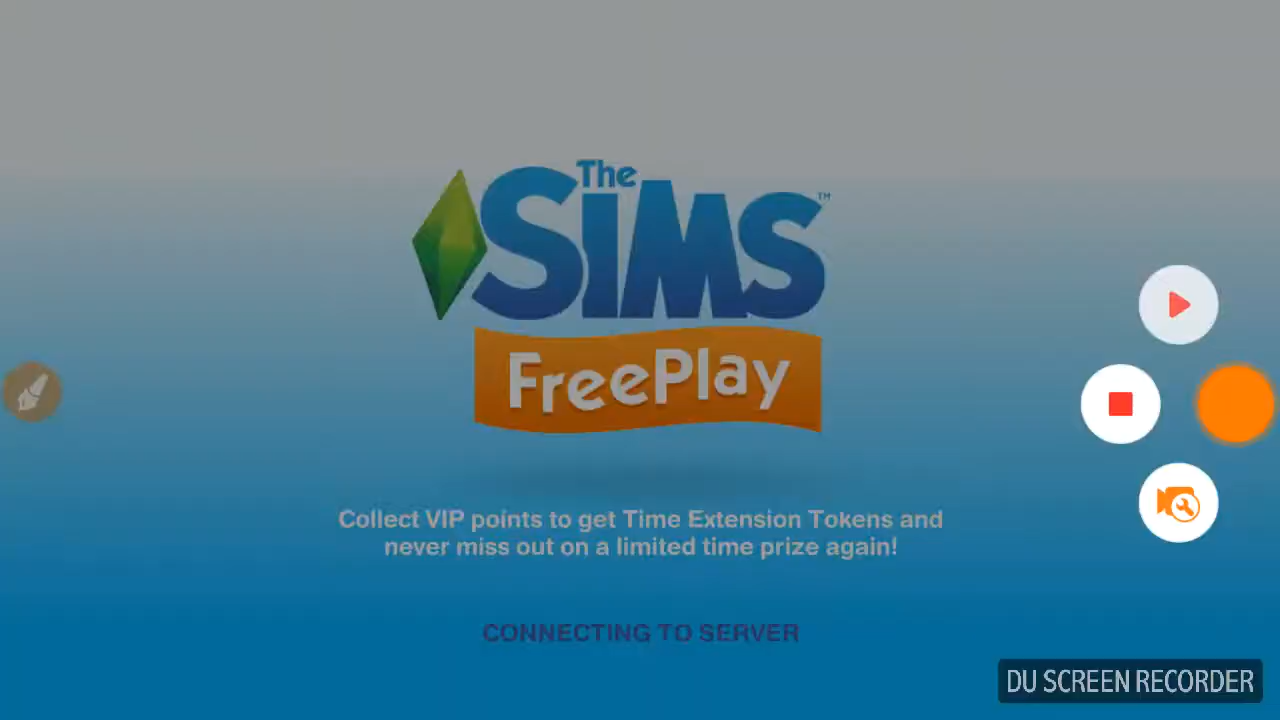 The
SIMS™
FreePlay
Collect VIP points to get Time Extension Tokens and
never miss out on a limited time prize again!
CONNECTING TO SERVER
DU SCREEN RECORDER